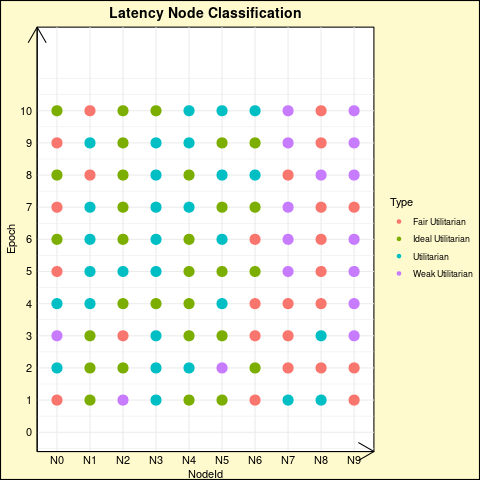 Latency Node Classification
Epoch
10
9
8
7
6
5
4
3
2
1
0
N0 N1 N2 N3 N4 N5 N6 N7 N8 N9
NodeId
Type
Fair Utilitarian
Ideal Utilitarian
Utilitarian
Weak Utilitarian